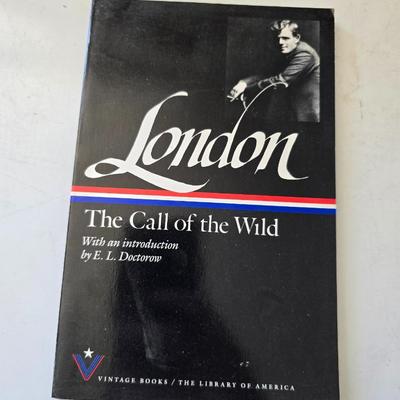 London
The Call of the Wild
With an introduction
by E. L. Doctorow
VINTAGE BOOKS / THE LIBRARY OF AMERICA